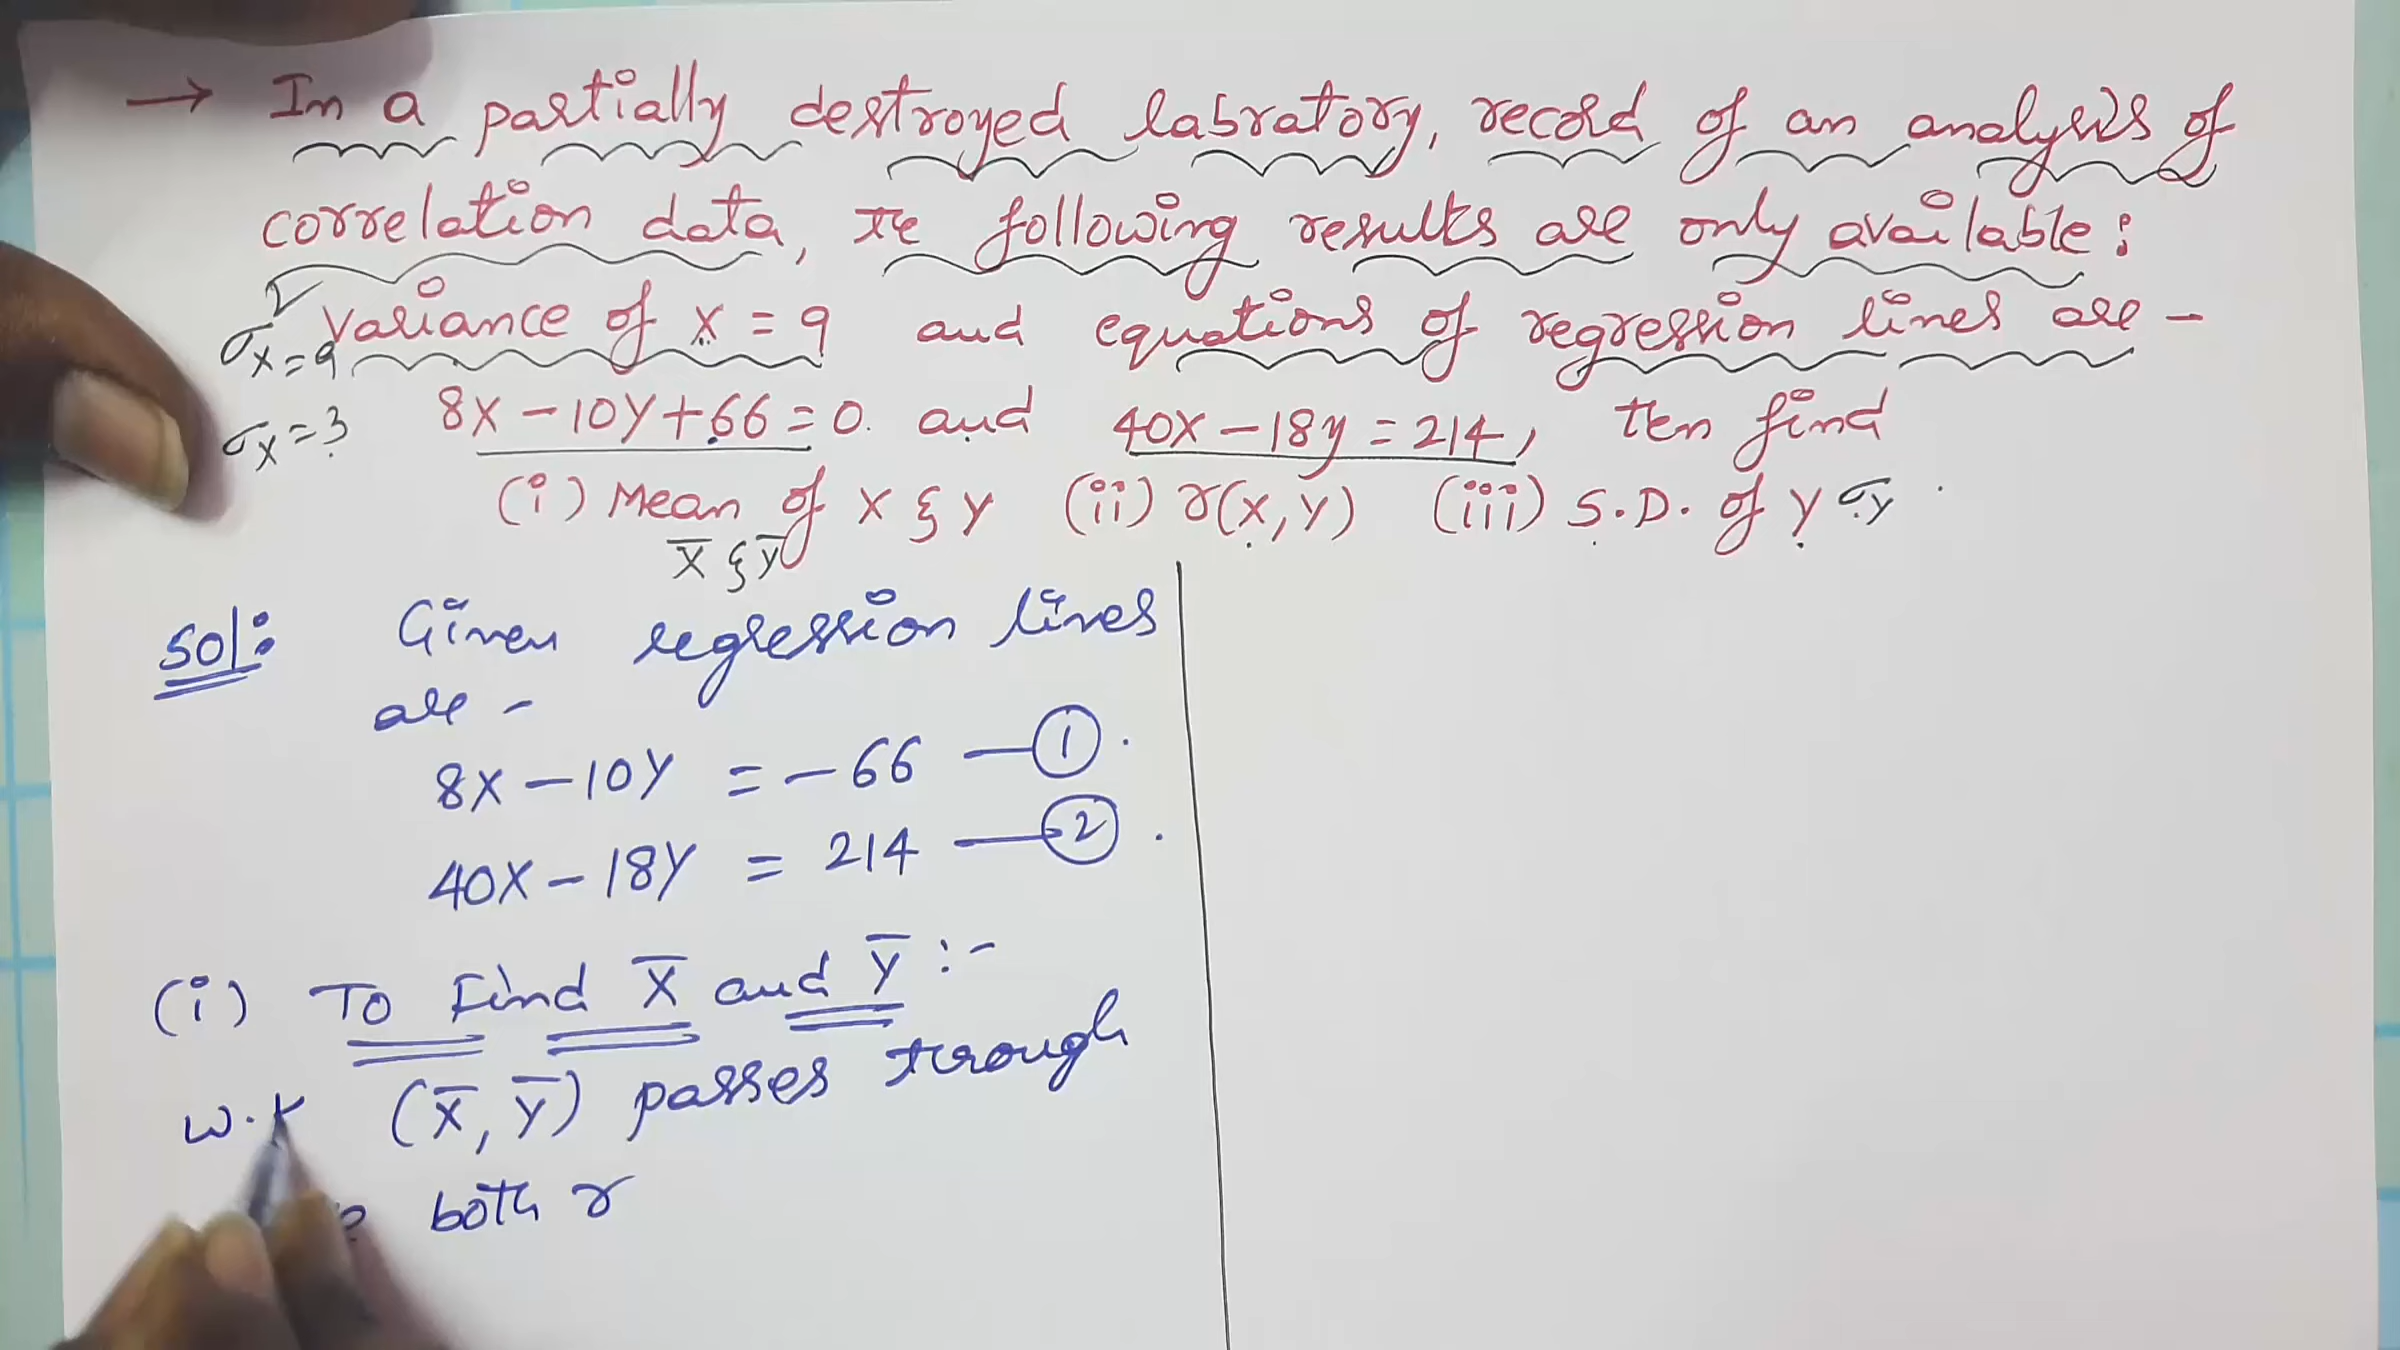 → In a partially destroyed labratory, record of an analysis of
correlation data, the following results are only available:
σx² = 9 Variance of X = 9 and equations of regression lines are -
σx = 3 8X - 10Y + 66 = 0. and 40X - 18y = 214, then find
(i) Mean of X & Y (ii) r(X, Y) (iii) S.D. of Y σy.
X̅ & Y̅
Sol: Given regression lines
are -
8X - 10Y = - 66 — ① .
40X - 18Y = 214 — ② .
(i) To Find X̅ and Y̅ :-
W.K (X̅, Y̅) passes through
both r